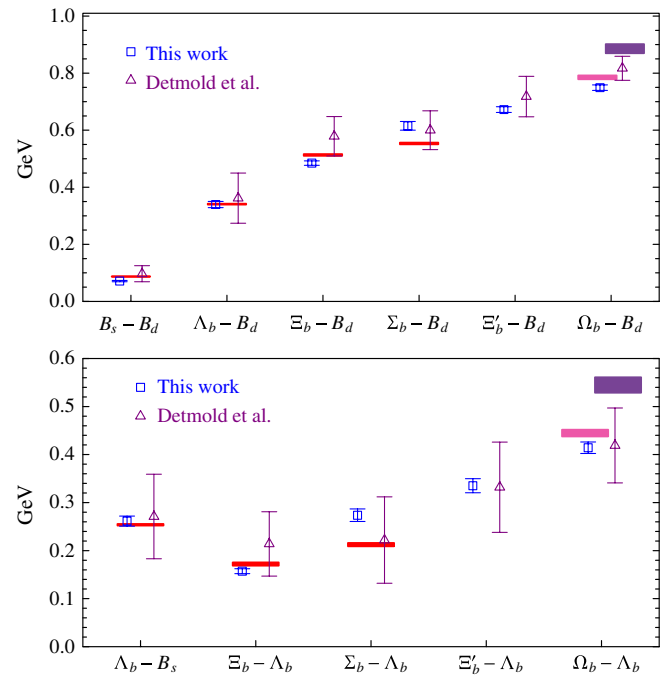 1.0
This work
Detmold et al.
0.8
GeV
0.6
0.4
0.2
0.0
B_s − B_d Λ_b − B_d Ξ_b − B_d Σ_b − B_d Ξ′_b − B_d Ω_b − B_d
0.6
This work
0.5
Detmold et al.
0.4
GeV
0.3
0.2
0.1
0.0
Λ_b − B_s Ξ_b − Λ_b Σ_b − Λ_b Ξ′_b − Λ_b Ω_b − Λ_b